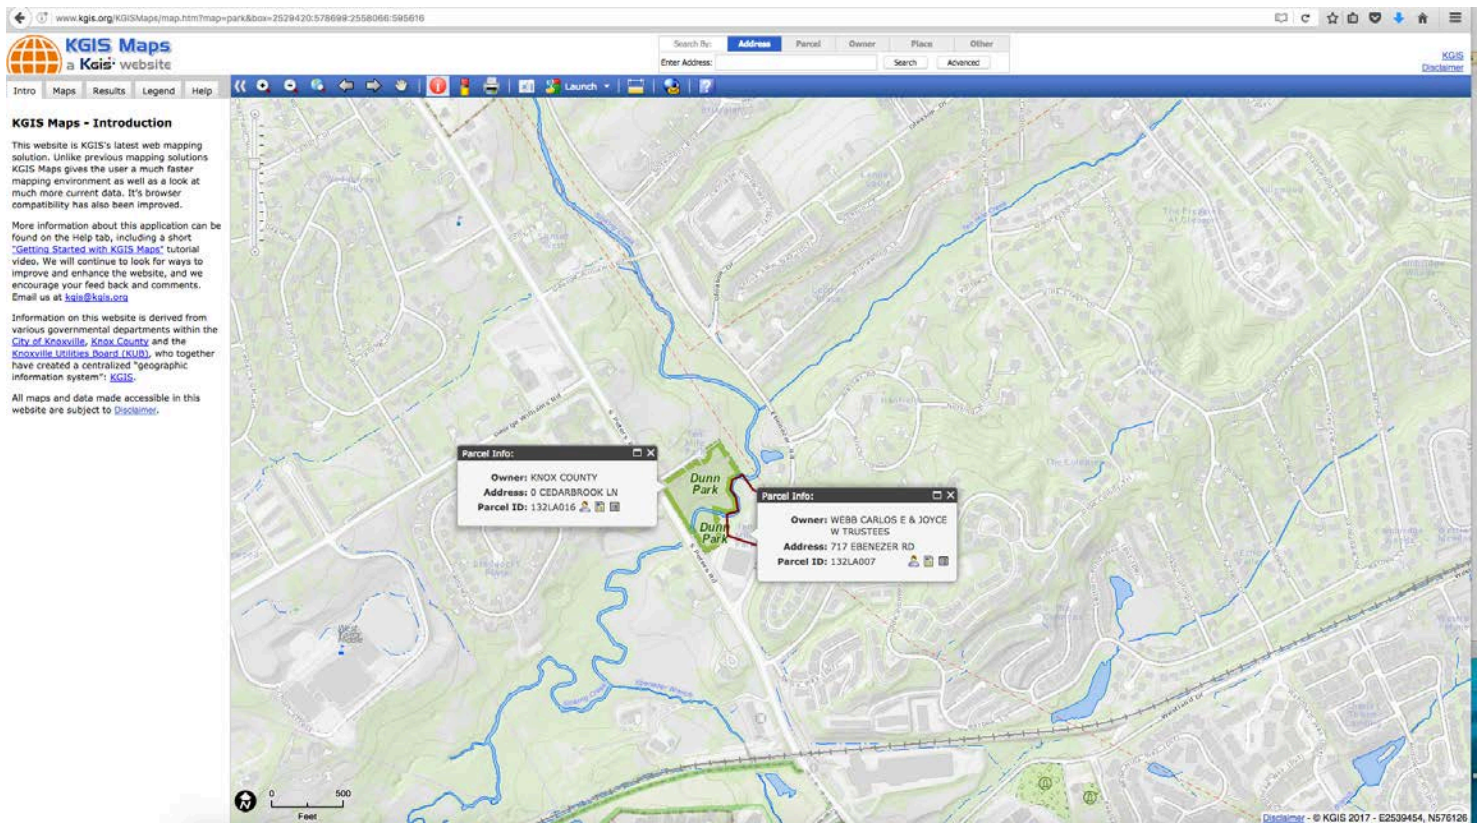 www.kgis.org/KGISMaps/map.htm?map=park&box=2529420:578699:2558066:595616
KGIS Maps
a Kgis website
Search By:
Address
Parcel
Owner
Place
Other
Enter Address:
Search
Advanced
KGIS
Disclaimer
Intro
Maps
Results
Legend
Help
Launch
KGIS Maps - Introduction
This website is KGIS's latest web mapping
solution. Unlike previous mapping solutions
KGIS Maps gives the user a much faster
mapping environment as well as a look at
much more current data. It's browser
compatibility has also been improved.
More information about this application can be
found on the Help tab, including a short
"Getting Started with KGIS Maps" tutorial
video. We will continue to look for ways to
improve and enhance the website, and we
encourage your feed back and comments.
Email us at kgis@kgis.org
Information on this website is derived from
various governmental departments within the
City of Knoxville, Knox County and the
Knoxville Utilities Board (KUB), who together
have created a centralized "geographic
information system": KGIS.
All maps and data made accessible in this
website are subject to Disclaimer.
George Williams Rd
Ebenezer Rd
Parcel Info:
Owner: KNOX COUNTY
Address: 0 CEDARBROOK LN
Parcel ID: 132LA016
Dunn
Park
Dunn
Park
Parcel Info:
Owner: WEBB CARLOS E & JOYCE
W TRUSTEES
Address: 717 EBENEZER RD
Parcel ID: 132LA007
S Peters Rd
Westland Dr
N
0
500
Feet
Disclaimer - © KGIS 2017 - E2539454, N576126